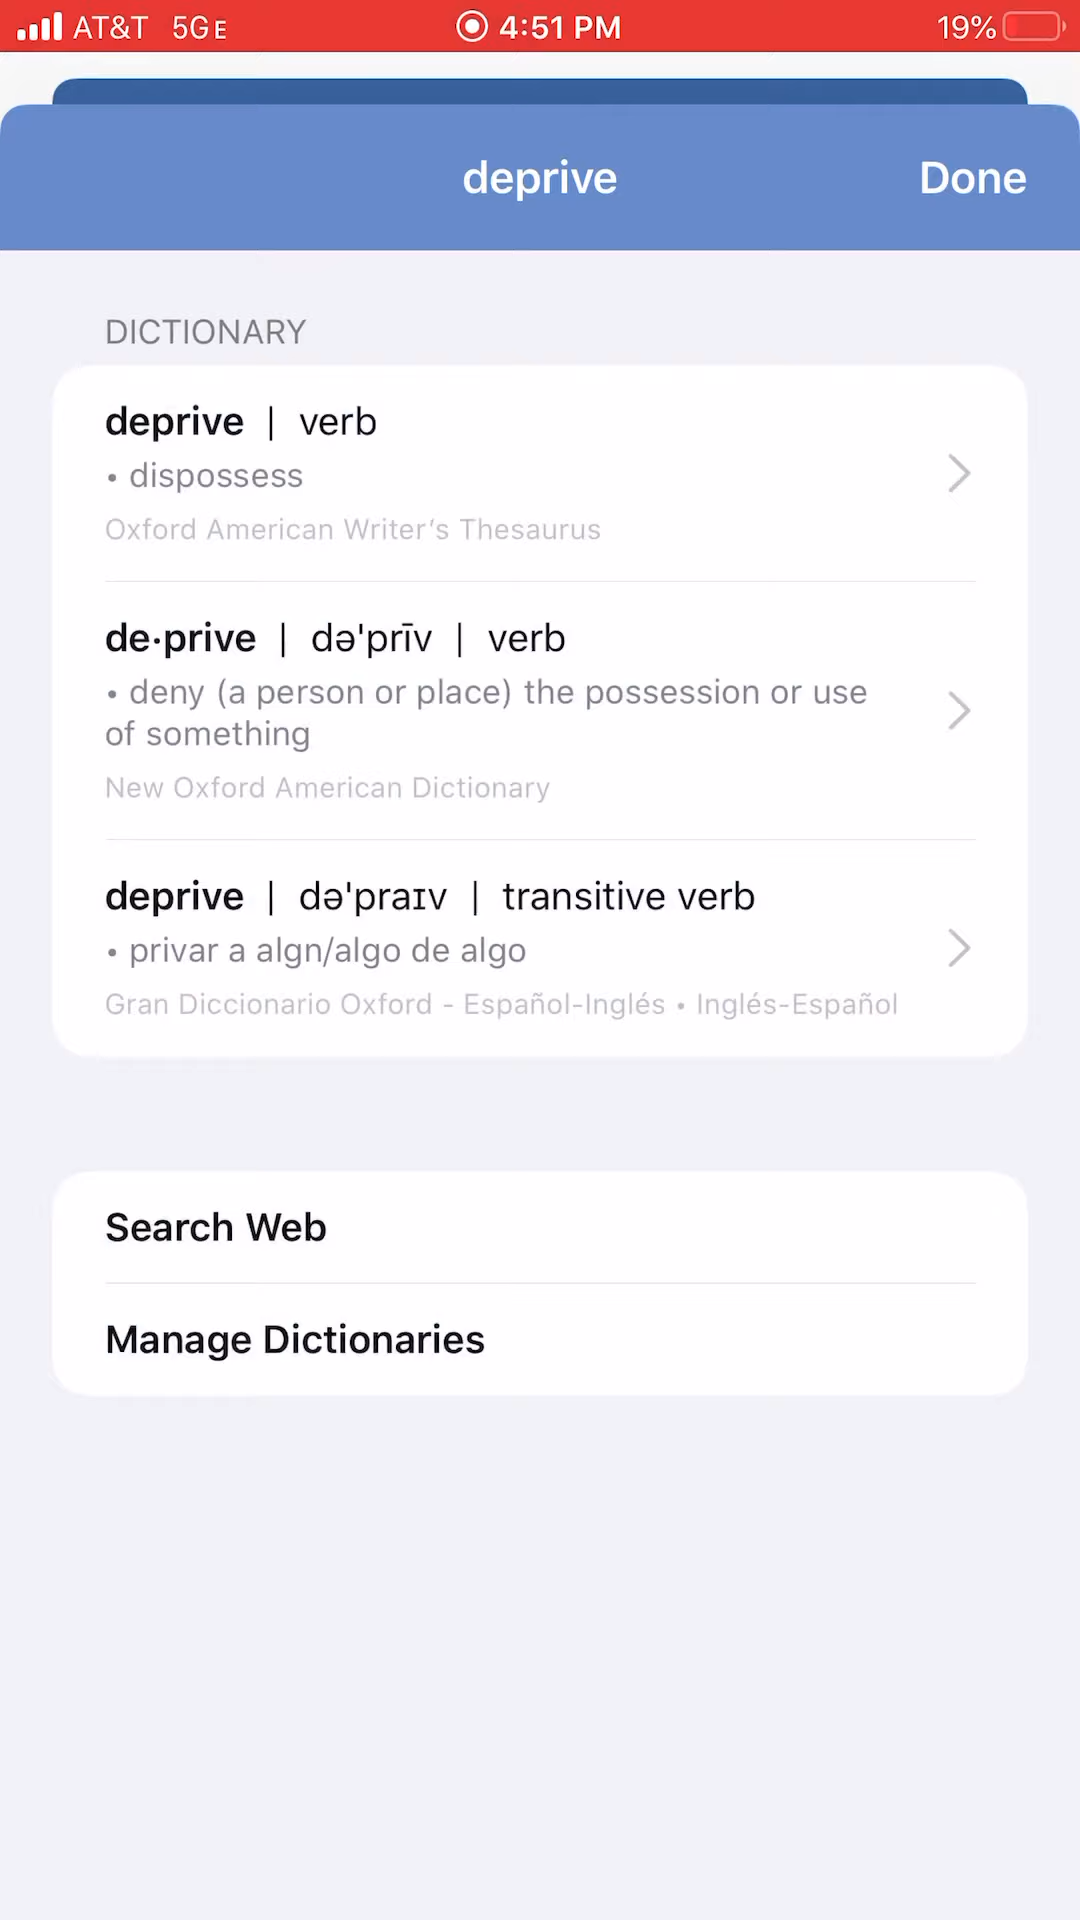 AT&T 5GE 4:51 PM 19%
deprive Done
DICTIONARY
deprive | verb
• dispossess
Oxford American Writer’s Thesaurus
de·prive | də'prīv | verb
• deny (a person or place) the possession or use
of something
New Oxford American Dictionary
deprive | də'praɪv | transitive verb
• privar a algn/algo de algo
Gran Diccionario Oxford - Español-Inglés • Inglés-Español
Search Web
Manage Dictionaries